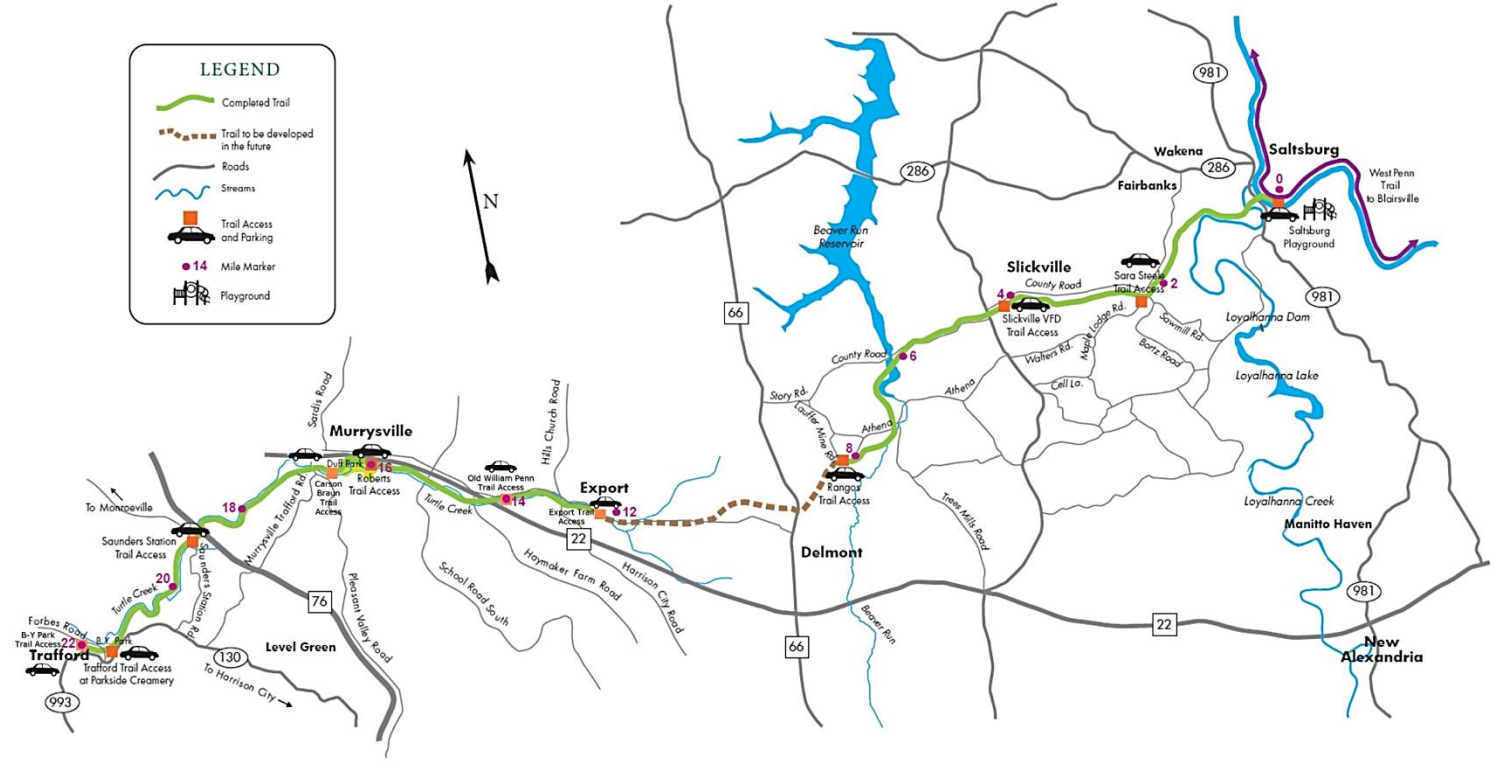 LEGEND
Completed Trail
Trail to be developed
in the future
Roads
Streams
Trail Access
and Parking
14 Mile Marker
Playground
N
981
Saltsburg
Wakena
286
286
Fairbanks
0
West Penn
Trail
to Blairsville
Saltsburg
Playground
Beaver Run
Reservoir
Slickville
County Road
Sara Steele
Trail Access
2
4
Slickville VFD
Trail Access
981
66
Loyalhanna Dam
Sawmill Rd.
Maple Lodge Rd.
Walters Rd.
Bortz Road
County Road
6
Loyalhanna Lake
Cell La.
Athena
Story Rd.
Lauffer Mine Rd.
Athena
8
Rangos
Trail Access
Sardis Road
Hills Church Road
Murrysville
Duff Park
16
Roberts
Trail Access
Carson
Braun
Trail
Access
Old William Penn
Trail Access
14
Turtle Creek
Export
Export Trail
Access
12
22
To Monroeville
18
Murrysville Trafford Rd.
Saunders Station
Trail Access
Saunders Station Rd
20
Turtle Creek
76
Pleasant Valley Road
School Road South
Haymaker Farm Road
Harrison City Road
Delmont
Trees Mills Road
Loyalhanna Creek
Manitto Haven
981
Beaver Run
66
22
New
Alexandria
Forbes Road
B-Y Park
Trail Access
22
B-Y Park
Trafford
Trafford Trail Access
at Parkside Creamery
130
Level Green
To Harrison City
993